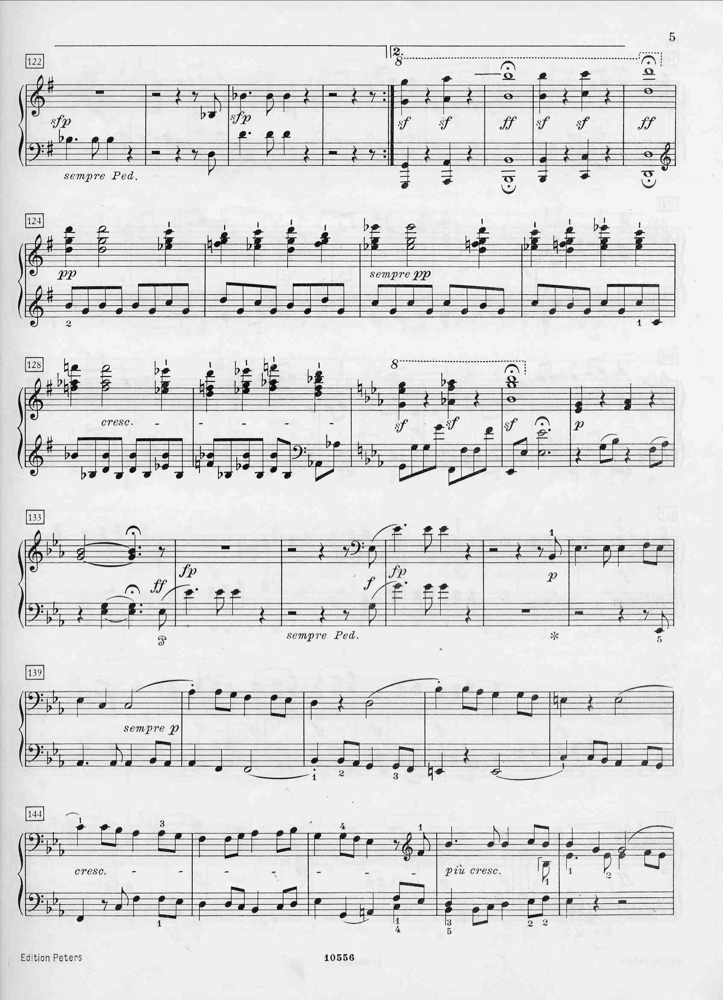 5
122
2.
8
sfp
sfp
sf
sf
ff
sf
sf
ff
sempre Ped.
124
pp
sempre pp
2
1
128
8
cresc.
sf
sf
sf
p
133
1
fp
fp
ff
f
p
sempre Ped.
5
139
sempre p
1
2
3
144
3
4
1
cresc.
più cresc.
1
1
2
1
1
4
3
5
2
2
Edition Peters
10556